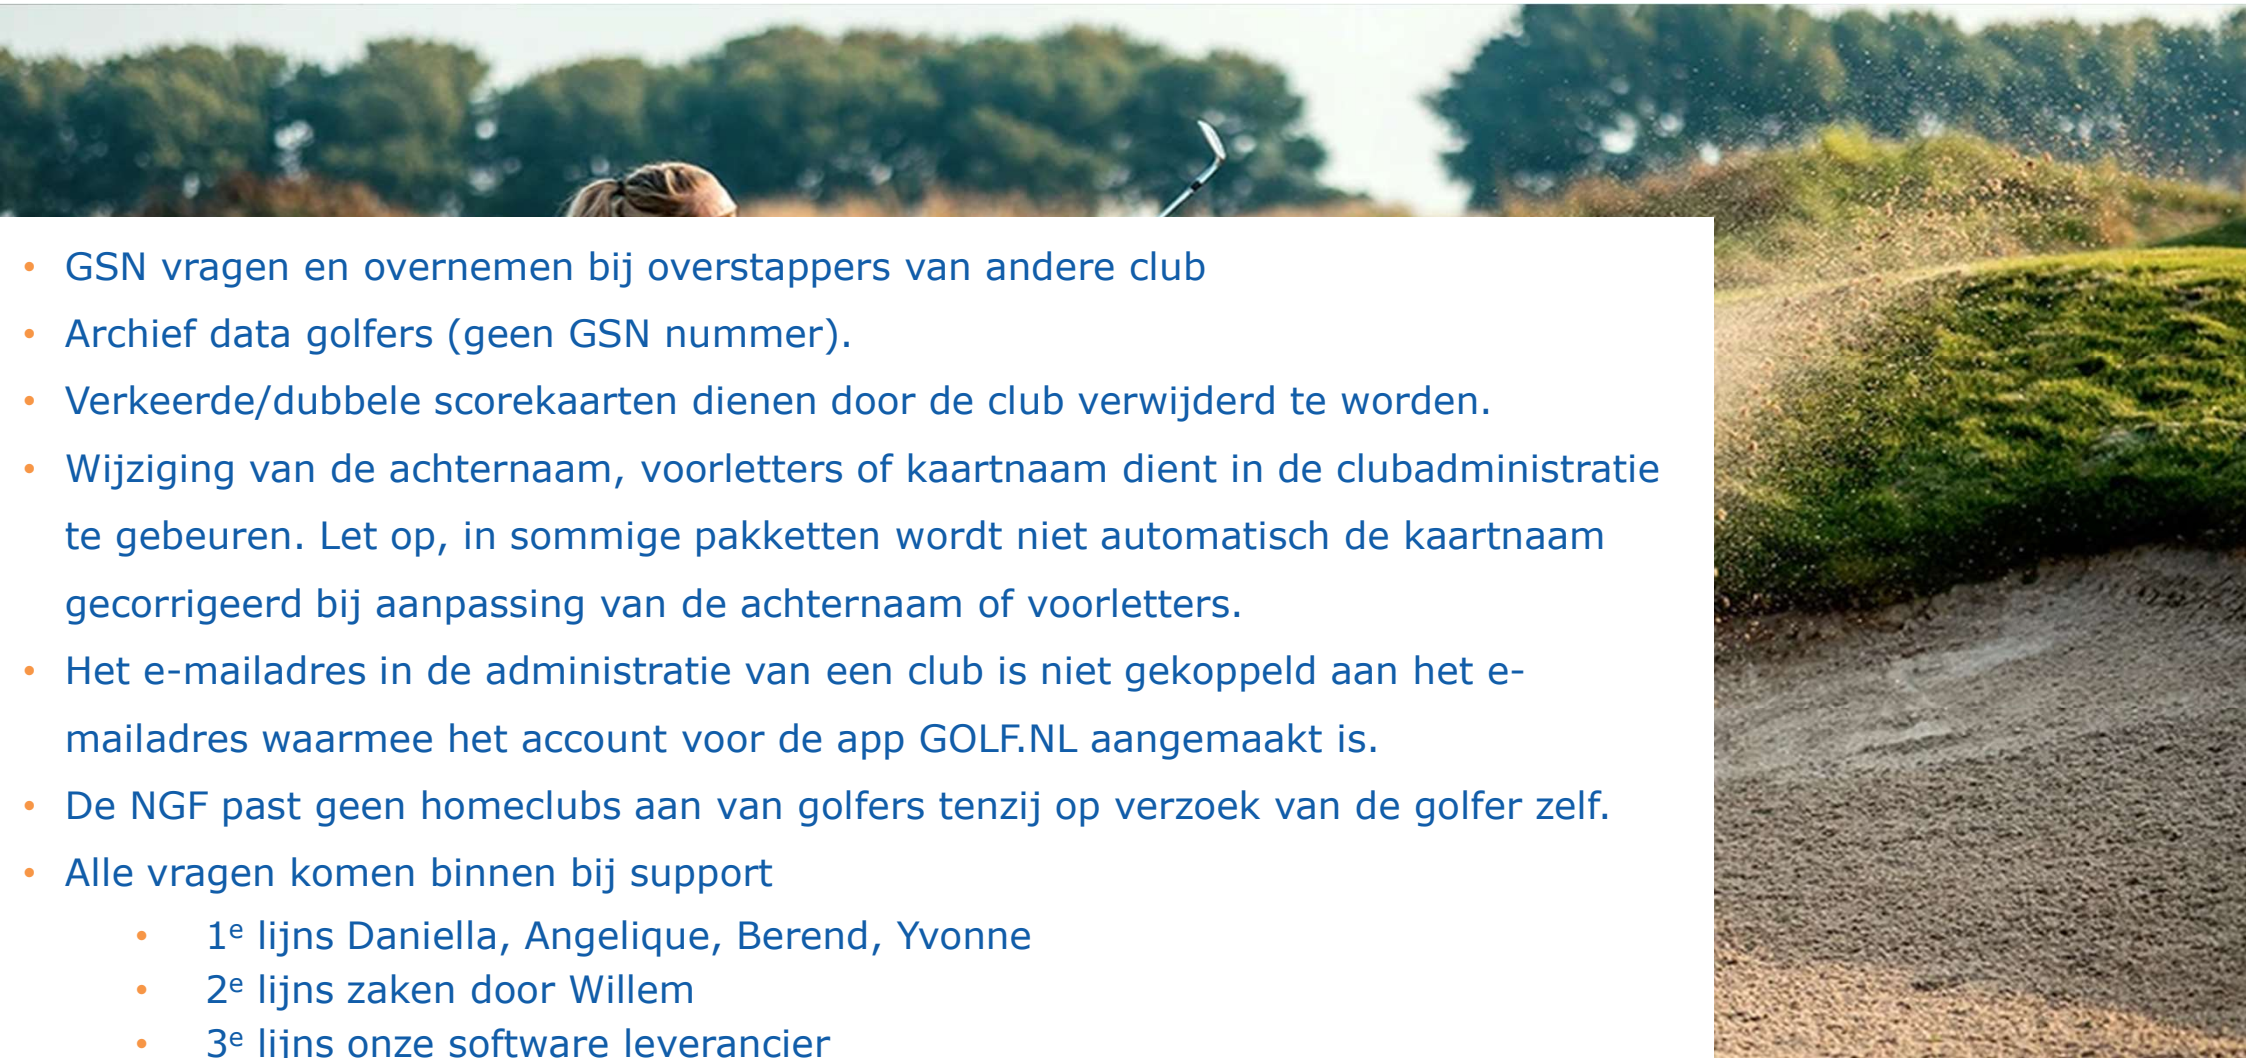 • GSN vragen en overnemen bij overstappers van andere club
• Archief data golfers (geen GSN nummer).
• Verkeerde/dubbele scorekaarten dienen door de club verwijderd te worden.
• Wijziging van de achternaam, voorletters of kaartnaam dient in de clubadministratie
te gebeuren. Let op, in sommige pakketten wordt niet automatisch de kaartnaam
gecorrigeerd bij aanpassing van de achternaam of voorletters.
• Het e-mailadres in de administratie van een club is niet gekoppeld aan het e-
mailadres waarmee het account voor de app GOLF.NL aangemaakt is.
• De NGF past geen homeclubs aan van golfers tenzij op verzoek van de golfer zelf.
• Alle vragen komen binnen bij support
• 1e lijns Daniella, Angelique, Berend, Yvonne
• 2e lijns zaken door Willem
• 3e lijns onze software leverancier